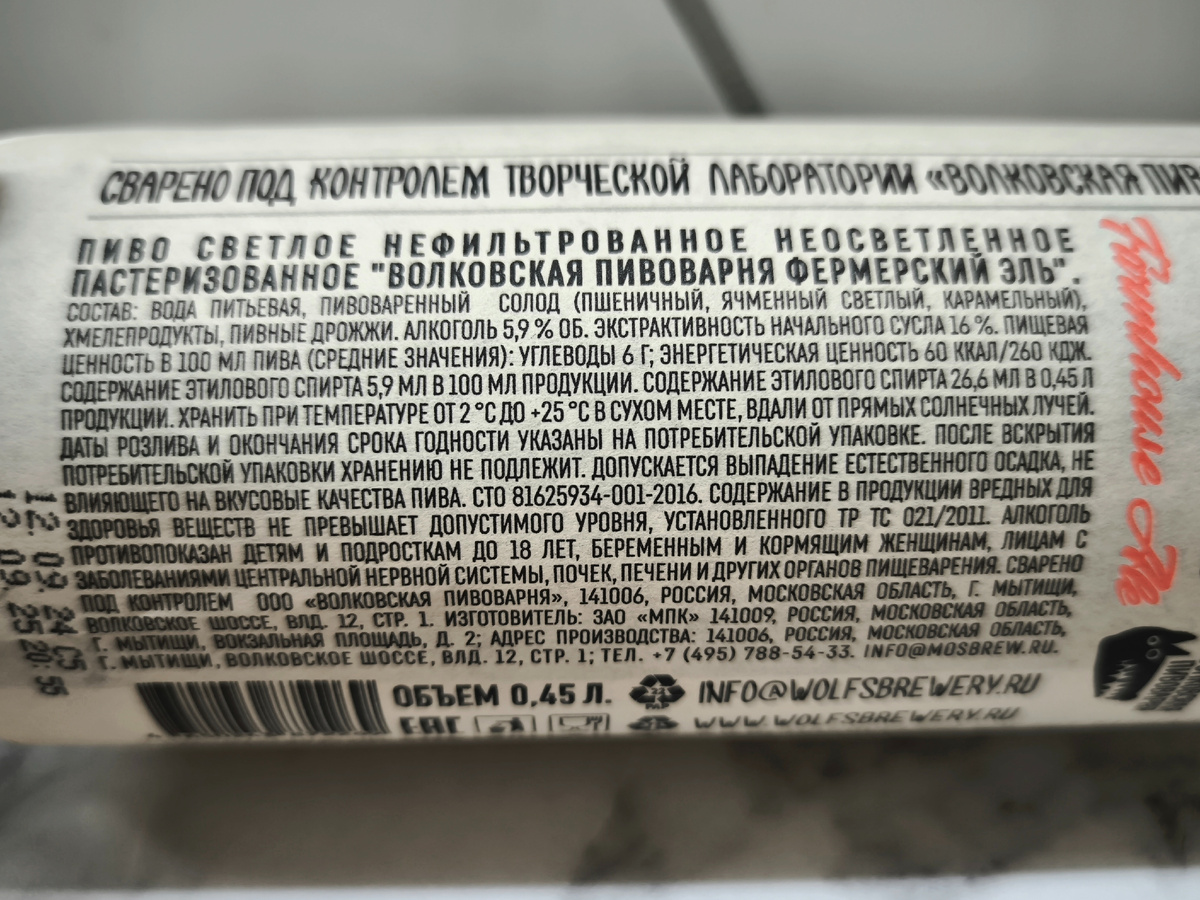 СВАРЕНО ПОД КОНТРОЛЕМ ТВОРЧЕСКОЙ ЛАБОРАТОРИИ «ВОЛКОВСКАЯ ПИВ
ПИВО СВЕТЛОЕ НЕФИЛЬТРОВАННОЕ НЕОСВЕТЛЕННОЕ
ПАСТЕРИЗОВАННОЕ "ВОЛКОВСКАЯ ПИВОВАРНЯ ФЕРМЕРСКИЙ ЭЛЬ".
СОСТАВ: ВОДА ПИТЬЕВАЯ, ПИВОВАРЕННЫЙ СОЛОД (ПШЕНИЧНЫЙ, ЯЧМЕННЫЙ СВЕТЛЫЙ, КАРАМЕЛЬНЫЙ),
ХМЕЛЕПРОДУКТЫ, ПИВНЫЕ ДРОЖЖИ. АЛКОГОЛЬ 5,9 % ОБ. ЭКСТРАКТИВНОСТЬ НАЧАЛЬНОГО СУСЛА 16 %. ПИЩЕВАЯ
ЦЕННОСТЬ В 100 МЛ ПИВА (СРЕДНИЕ ЗНАЧЕНИЯ): УГЛЕВОДЫ 6 Г; ЭНЕРГЕТИЧЕСКАЯ ЦЕННОСТЬ 60 ККАЛ/260 КДЖ.
СОДЕРЖАНИЕ ЭТИЛОВОГО СПИРТА 5,9 МЛ В 100 МЛ ПРОДУКЦИИ. СОДЕРЖАНИЕ ЭТИЛОВОГО СПИРТА 26,6 МЛ В 0,45 Л
ПРОДУКЦИИ. ХРАНИТЬ ПРИ ТЕМПЕРАТУРЕ ОТ 2 °С ДО +25 °С В СУХОМ МЕСТЕ, ВДАЛИ ОТ ПРЯМЫХ СОЛНЕЧНЫХ ЛУЧЕЙ.
ДАТЫ РОЗЛИВА И ОКОНЧАНИЯ СРОКА ГОДНОСТИ УКАЗАНЫ НА ПОТРЕБИТЕЛЬСКОЙ УПАКОВКЕ. ПОСЛЕ ВСКРЫТИЯ
ПОТРЕБИТЕЛЬСКОЙ УПАКОВКИ ХРАНЕНИЮ НЕ ПОДЛЕЖИТ. ДОПУСКАЕТСЯ ВЫПАДЕНИЕ ЕСТЕСТВЕННОГО ОСАДКА, НЕ
ВЛИЯЮЩЕГО НА ВКУСОВЫЕ КАЧЕСТВА ПИВА. СТО 81625934-001-2016. СОДЕРЖАНИЕ В ПРОДУКЦИИ ВРЕДНЫХ ДЛЯ
ЗДОРОВЬЯ ВЕЩЕСТВ НЕ ПРЕВЫШАЕТ ДОПУСТИМОГО УРОВНЯ, УСТАНОВЛЕННОГО ТР ТС 021/2011. АЛКОГОЛЬ
ПРОТИВОПОКАЗАН ДЕТЯМ И ПОДРОСТКАМ ДО 18 ЛЕТ, БЕРЕМЕННЫМ И КОРМЯЩИМ ЖЕНЩИНАМ, ЛИЦАМ С
ЗАБОЛЕВАНИЯМИ ЦЕНТРАЛЬНОЙ НЕРВНОЙ СИСТЕМЫ, ПОЧЕК, ПЕЧЕНИ И ДРУГИХ ОРГАНОВ ПИЩЕВАРЕНИЯ. СВАРЕНО
ПОД КОНТРОЛЕМ ООО «ВОЛКОВСКАЯ ПИВОВАРНЯ», 141006, РОССИЯ, МОСКОВСКАЯ ОБЛАСТЬ, Г. МЫТИЩИ,
ВОЛКОВСКОЕ ШОССЕ, ВЛД. 12, СТР. 1. ИЗГОТОВИТЕЛЬ: ЗАО «МПК» 141009, РОССИЯ, МОСКОВСКАЯ ОБЛАСТЬ,
Г. МЫТИЩИ, ВОКЗАЛЬНАЯ ПЛОЩАДЬ, Д. 2; АДРЕС ПРОИЗВОДСТВА: 141006, РОССИЯ, МОСКОВСКАЯ ОБЛАСТЬ,
Г. МЫТИЩИ, ВОЛКОВСКОЕ ШОССЕ, ВЛД. 12, СТР. 1; ТЕЛ. +7 (495) 788-54-33. INFO@MOSBREW.RU.
ОБЪЕМ 0,45 Л. INFO@WOLFSBREWERY.RU
EAC WWW.WOLFSBREWERY.RU
Farmhouse Ale